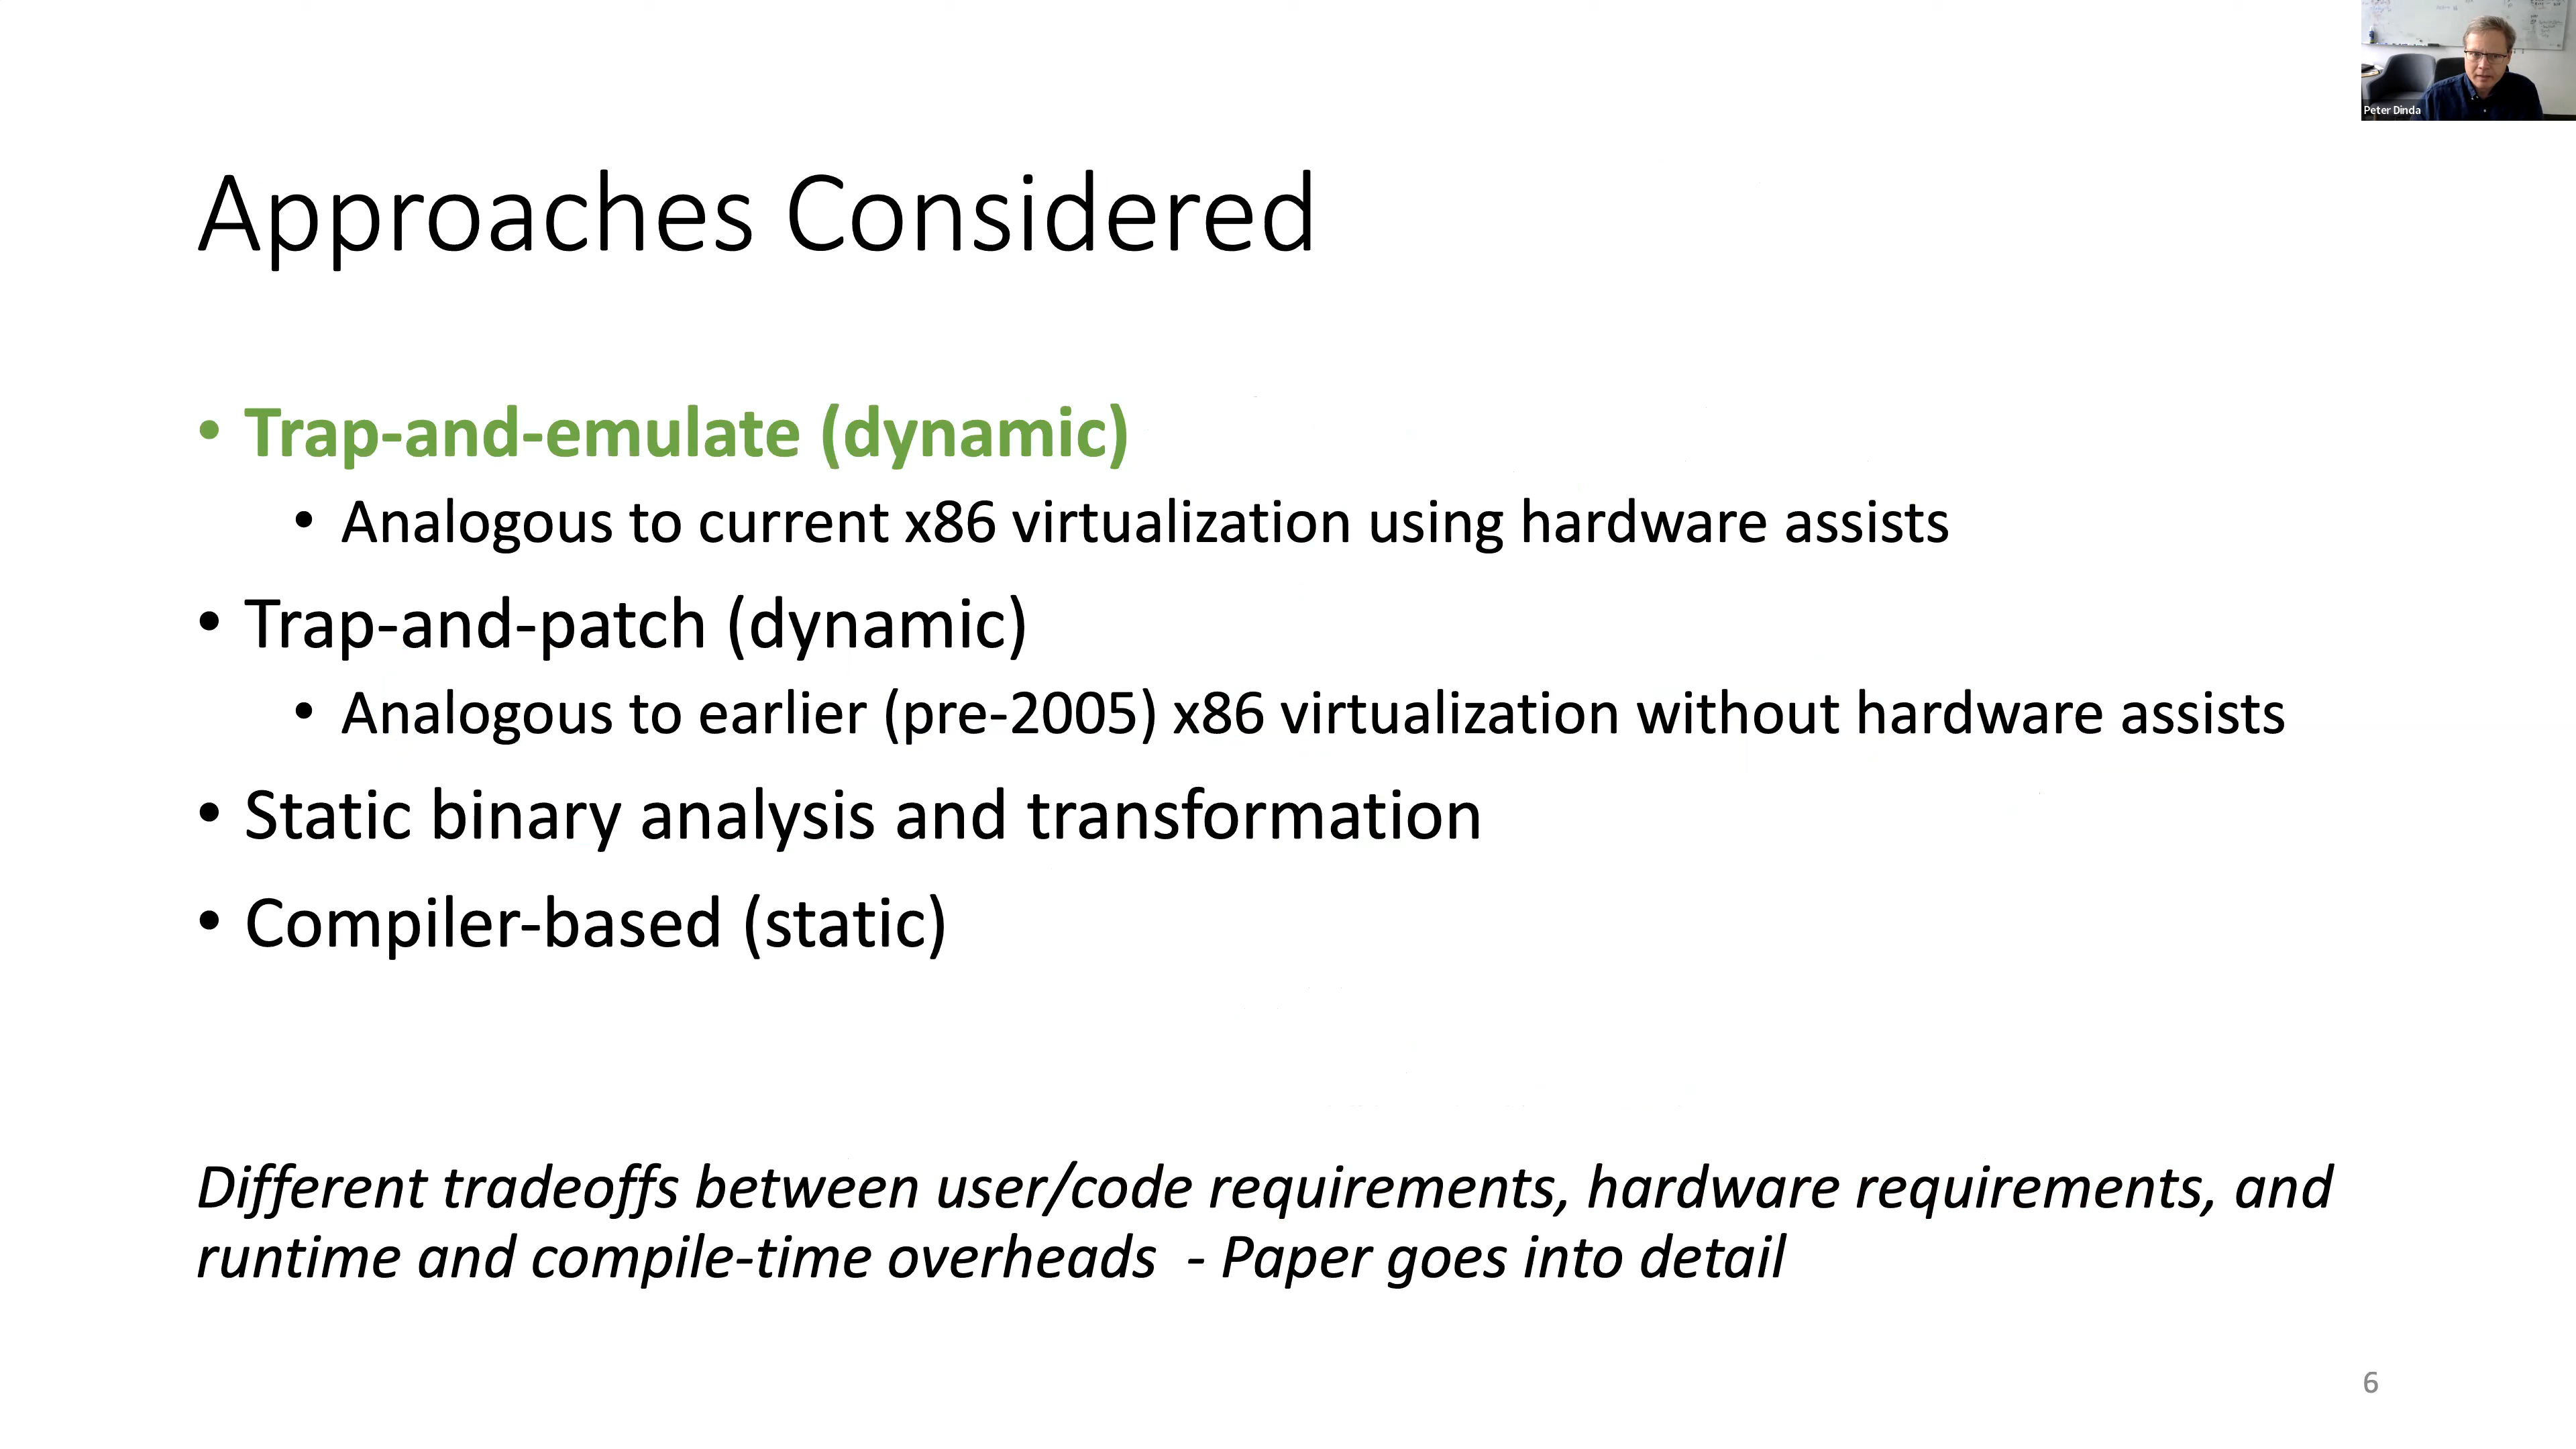 Peter Dinda
Approaches Considered
• Trap-and-emulate (dynamic)
• Analogous to current x86 virtualization using hardware assists
• Trap-and-patch (dynamic)
• Analogous to earlier (pre-2005) x86 virtualization without hardware assists
• Static binary analysis and transformation
• Compiler-based (static)
Different tradeoffs between user/code requirements, hardware requirements, and
runtime and compile-time overheads - Paper goes into detail
6